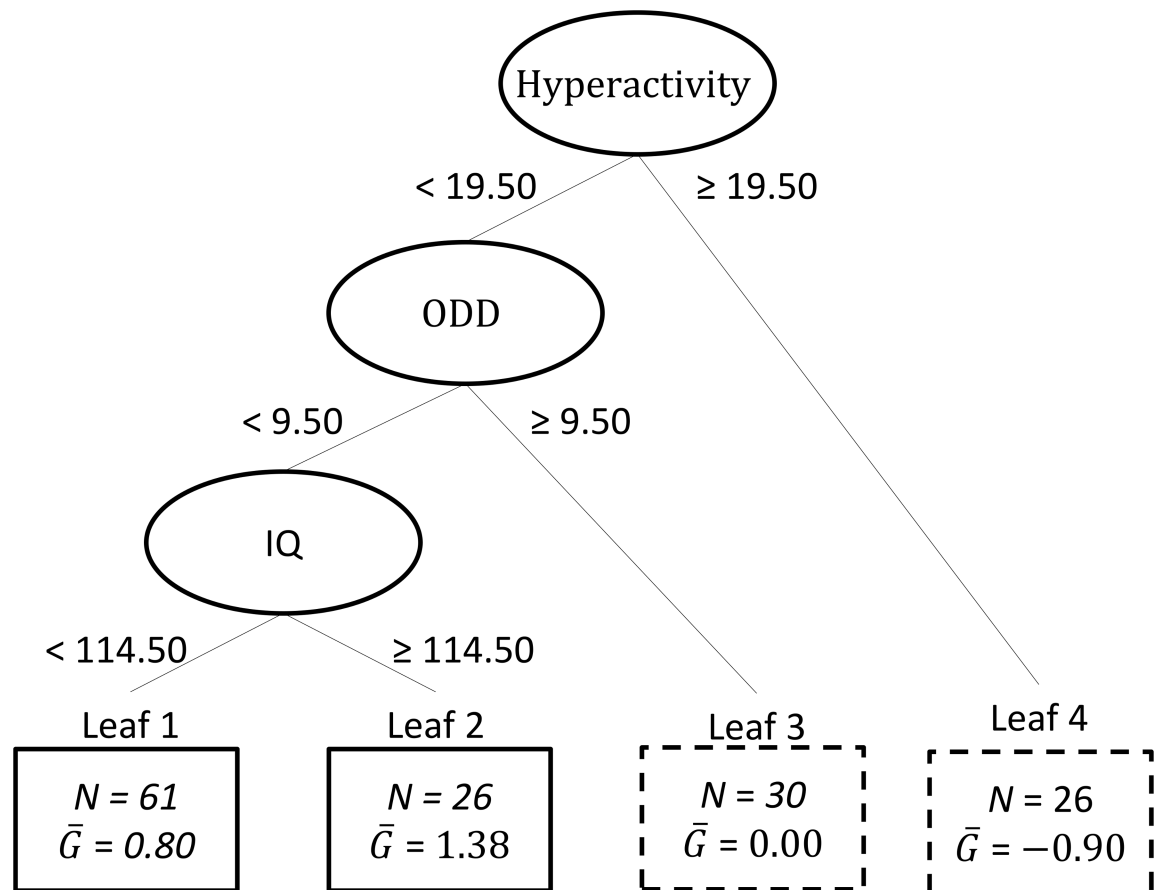 Hyperactivity
< 19.50
≥ 19.50
ODD
< 9.50
≥ 9.50
IQ
< 114.50
≥ 114.50
Leaf 1
Leaf 2
Leaf 3
Leaf 4
N = 61
Ḡ = 0.80
N = 26
Ḡ = 1.38
N = 30
Ḡ = 0.00
N = 26
Ḡ = −0.90